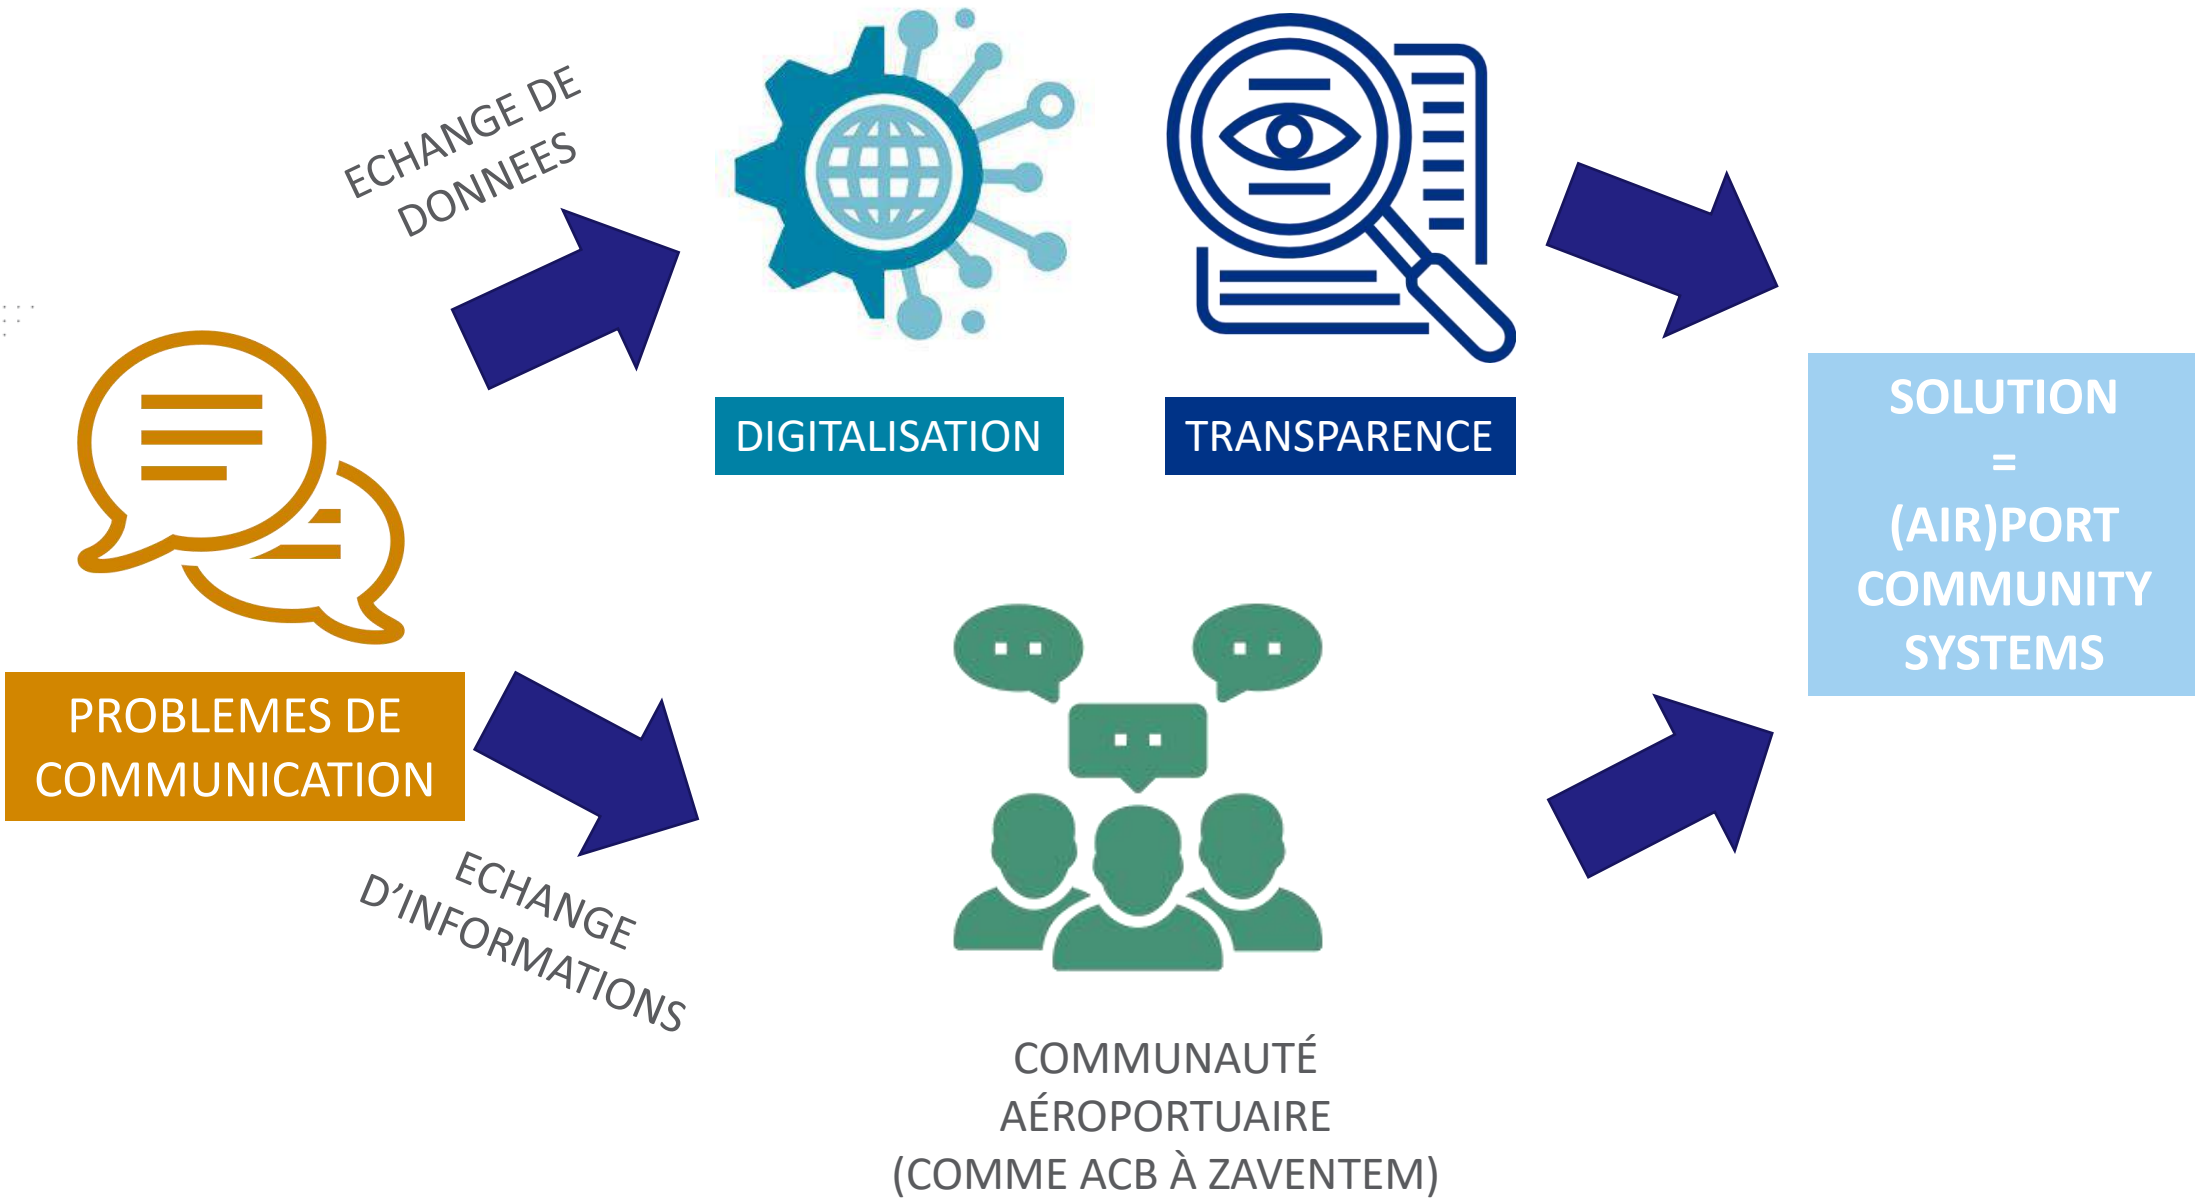 ECHANGE DE
DONNEES
DIGITALISATION
TRANSPARENCE
SOLUTION
=
(AIR)PORT
COMMUNITY
SYSTEMS
PROBLEMES DE
COMMUNICATION
ECHANGE
D’INFORMATIONS
COMMUNAUTÉ
AÉROPORTUAIRE
(COMME ACB À ZAVENTEM)